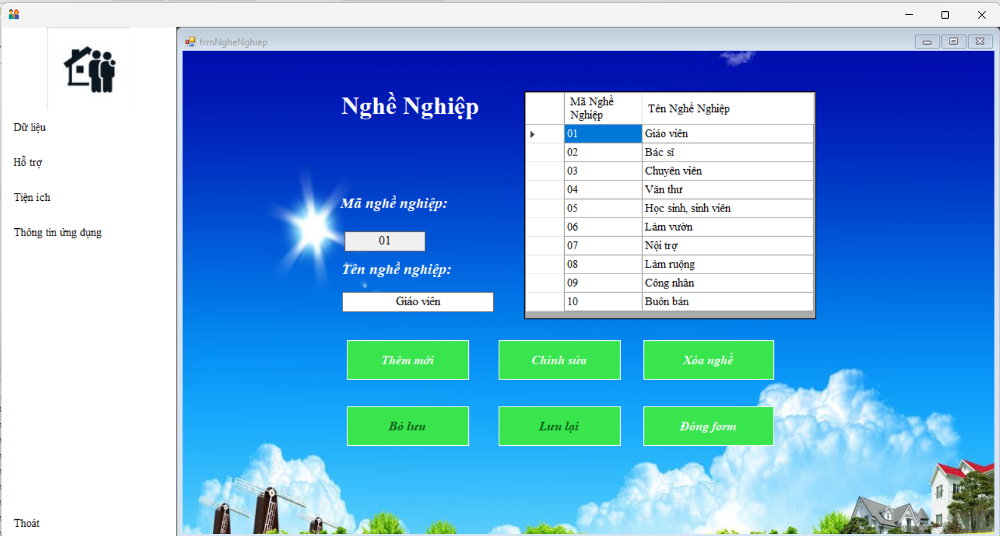 frmNgheNghiep
Dữ liệu
Hỗ trợ
Tiện ích
Thông tin ứng dụng
Thoát
Nghề Nghiệp
Mã nghề nghiệp:
01
Tên nghề nghiệp:
Giáo viên
Mã Nghề Nghiệp Tên Nghề Nghiệp
01 Giáo viên
02 Bác sĩ
03 Chuyên viên
04 Văn thư
05 Học sinh, sinh viên
06 Làm vườn
07 Nội trợ
08 Làm ruộng
09 Công nhân
10 Buôn bán
Thêm mới Chỉnh sửa Xóa nghề
Bỏ lưu Lưu lại Đóng form